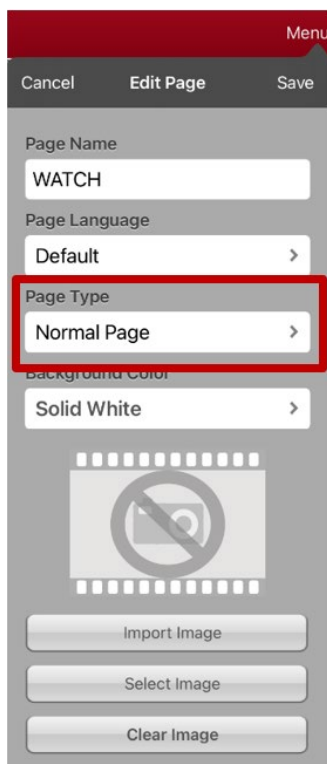 Menu
Cancel Edit Page Save
Page Name
WATCH
Page Language
Default
Page Type
Normal Page
Background Color
Solid White
Import Image
Select Image
Clear Image